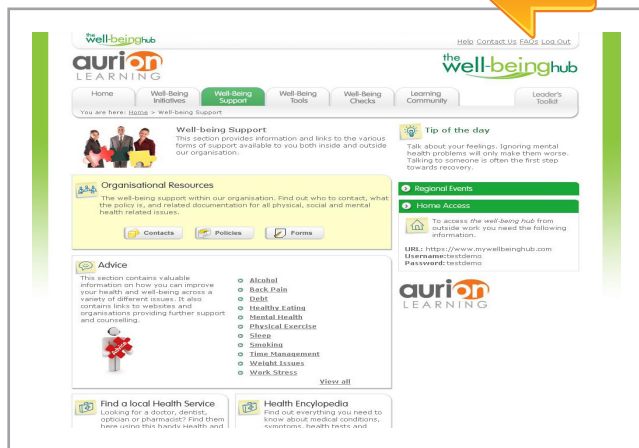 the well-being hub
Help Contact Us FAQs Log Out
aurion LEARNING
the well-being hub
Home
Well-Being Initiatives
Well-Being Support
Well-Being Tools
Well-Being Checks
Learning Community
Leader's Toolkit
You are here: Home > Well-being Support
Well-being Support
This section provides information and links to the various
forms of support available to you both inside and outside
our organisation.
Organisational Resources
The well-being support within our organisation. Find out who to contact, what
the policy is, and related documentation for all physical, social and mental
health related issues.
Contacts
Policies
Forms
Advice
This section contains valuable
information on how you can improve
your health and well-being across a
variety of different issues. It also
contains links to websites and
organisations providing further support
and counselling.
Advice
Alcohol
Back Pain
Debt
Healthy Eating
Mental Health
Physical Exercise
Sleep
Smoking
Time Management
Weight Issues
Work Stress
View all
Find a local Health Service
Looking for a doctor, dentist,
optician or pharmacist? Find them
here using this handy Health and
Health Encylopedia
Find out everything you need to
know about medical conditions,
symptoms, health tests and
Tip of the day
Talk about your feelings. Ignoring mental
health problems will only make them worse.
Talking to someone is often the first step
towards recovery.
Regional Events
Home Access
To access the well-being hub from
outside work you need the following
information.
URL: https://www.mywellbeinghub.com
Username:testdemo
Password: testdemo
aurion
LEARNING